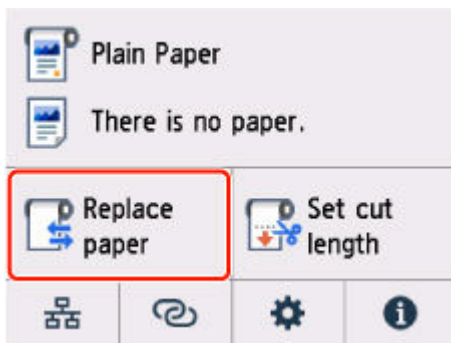 Plain Paper
There is no paper.
Replace
paper
Set cut
length